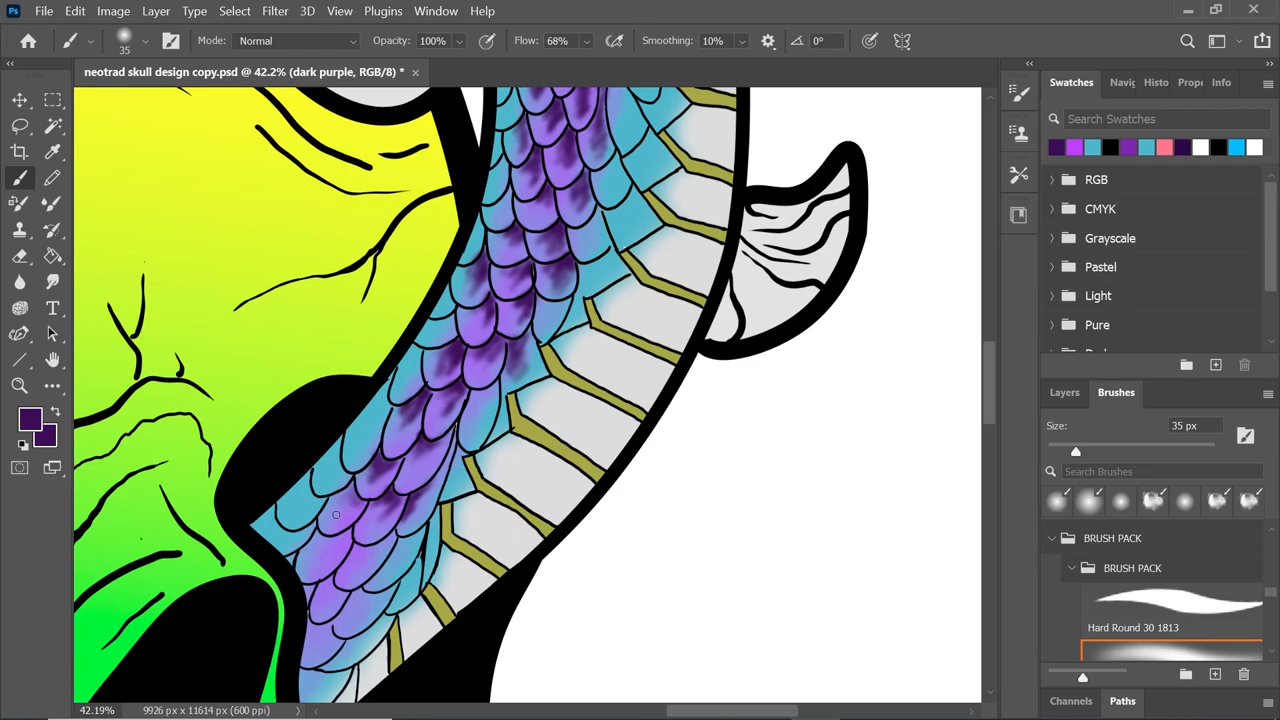 Ps File Edit Image Layer Type Select Filter 3D View Plugins Window Help
35 Mode: Normal Opacity: 100% Flow: 68% Smoothing: 10% 0°
neotrad skull design copy.psd @ 42.2% (dark purple, RGB/8) *
Swatches Navig Histo Prope Info
Search Swatches
RGB
CMYK
Grayscale
Pastel
Light
Pure
Layers Brushes
Size: 35 px
Search Brushes
BRUSH PACK
BRUSH PACK
Hard Round 30 1813
Channels Paths
42.19% 9926 px x 11614 px (600 ppi)